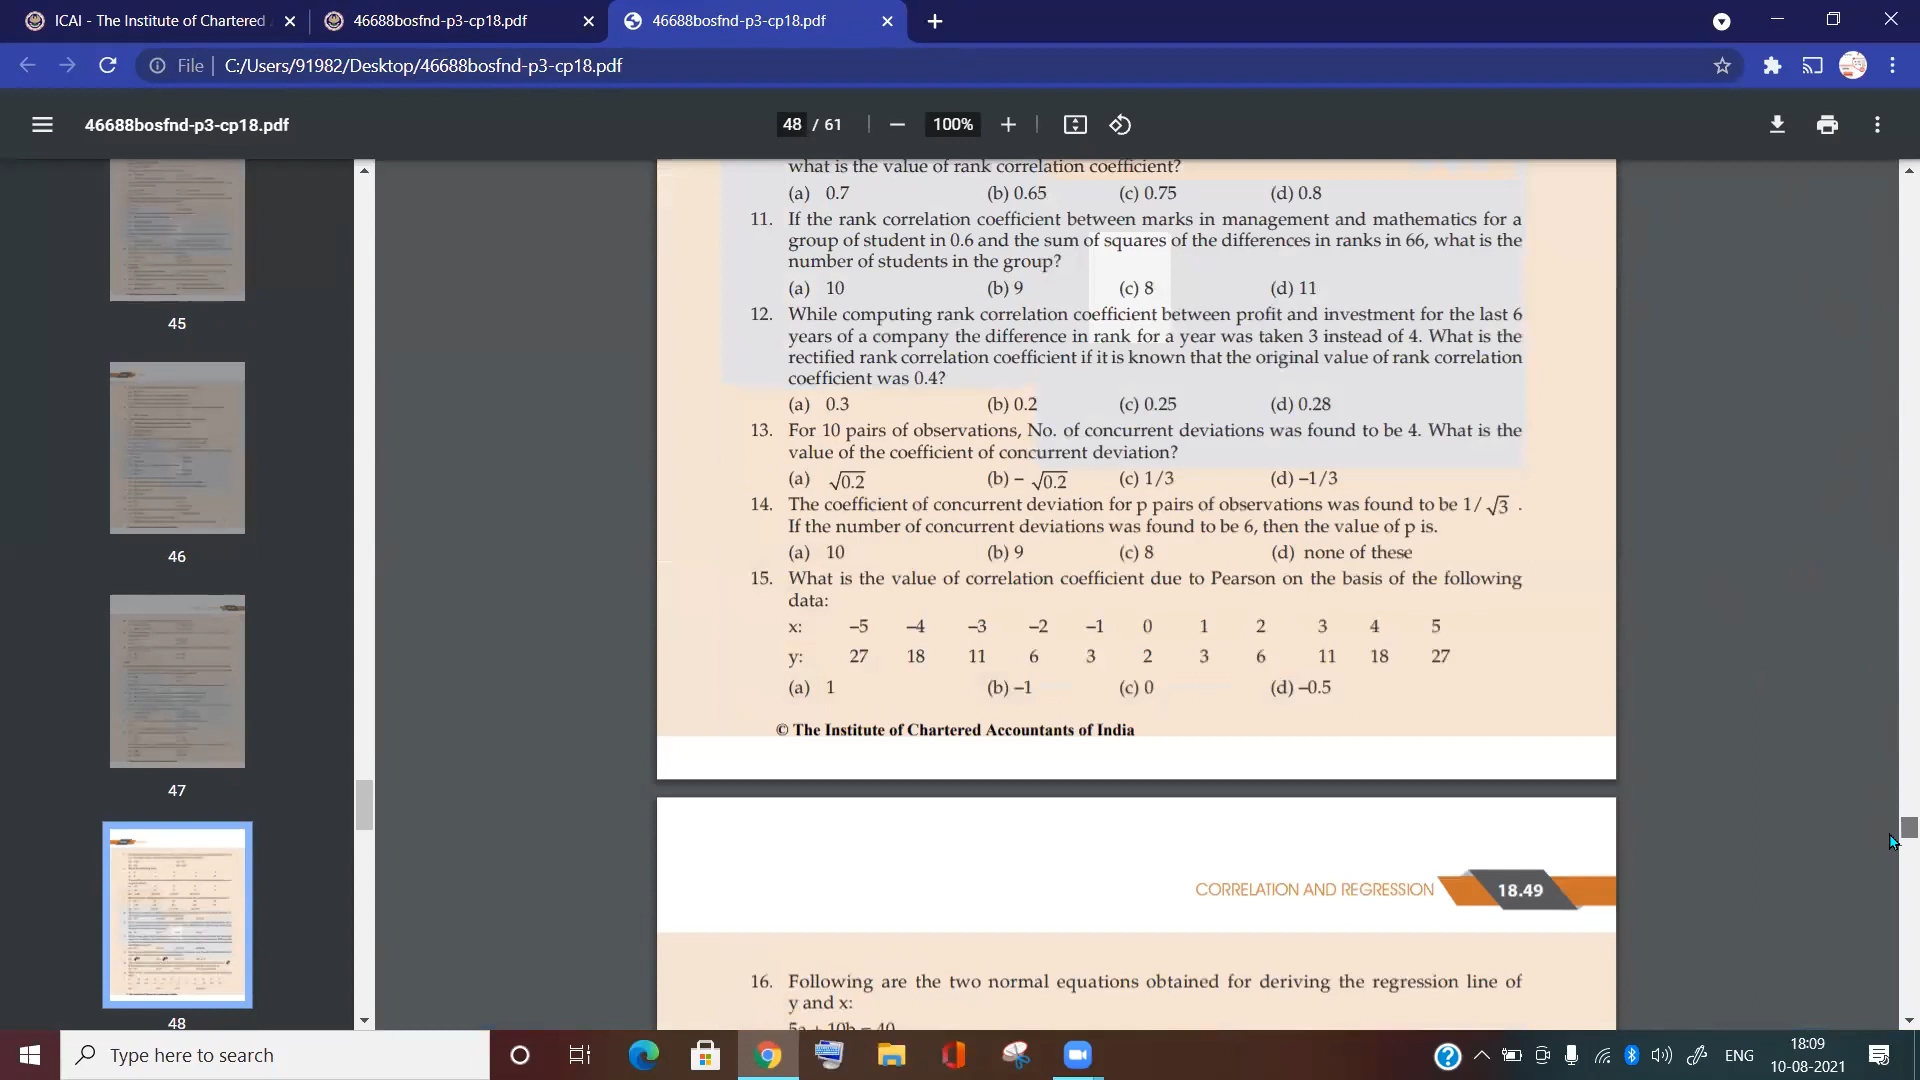 ICAI - The Institute of Chartered
46688bosfnd-p3-cp18.pdf
46688bosfnd-p3-cp18.pdf
File
C:/Users/91982/Desktop/46688bosfnd-p3-cp18.pdf
46688bosfnd-p3-cp18.pdf
48 / 61
100%
45
46
47
48
what is the value of rank correlation coefficient?
(a) 0.7 (b) 0.65 (c) 0.75 (d) 0.8
11. If the rank correlation coefficient between marks in management and mathematics for a
group of student in 0.6 and the sum of squares of the differences in ranks in 66, what is the
number of students in the group?
(a) 10 (b) 9 (c) 8 (d) 11
12. While computing rank correlation coefficient between profit and investment for the last 6
years of a company the difference in rank for a year was taken 3 instead of 4. What is the
rectified rank correlation coefficient if it is known that the original value of rank correlation
coefficient was 0.4?
(a) 0.3 (b) 0.2 (c) 0.25 (d) 0.28
13. For 10 pairs of observations, No. of concurrent deviations was found to be 4. What is the
value of the coefficient of concurrent deviation?
(a) √0.2 (b) – √0.2 (c) 1/3 (d) –1/3
14. The coefficient of concurrent deviation for p pairs of observations was found to be 1/ √3 .
If the number of concurrent deviations was found to be 6, then the value of p is.
(a) 10 (b) 9 (c) 8 (d) none of these
15. What is the value of correlation coefficient due to Pearson on the basis of the following
data:
x: –5 –4 –3 –2 –1 0 1 2 3 4 5
y: 27 18 11 6 3 2 3 6 11 18 27
(a) 1 (b) –1 (c) 0 (d) –0.5
© The Institute of Chartered Accountants of India
CORRELATION AND REGRESSION 18.49
16. Following are the two normal equations obtained for deriving the regression line of
y and x:
5a + 10b = 40
Type here to search
ENG
18:09
10-08-2021